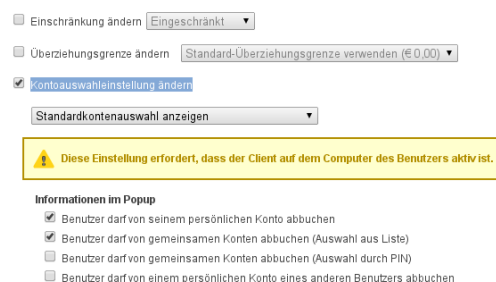 Einschränkung ändern Eingeschränkt
Überziehungsgrenze ändern Standard-Überziehungsgrenze verwenden (€ 0,00)
Kontoauswahleinstellung ändern
Standardkontenauswahl anzeigen
Diese Einstellung erfordert, dass der Client auf dem Computer des Benutzers aktiv ist.
Informationen im Popup
Benutzer darf von seinem persönlichen Konto abbuchen
Benutzer darf von gemeinsamen Konten abbuchen (Auswahl aus Liste)
Benutzer darf von gemeinsamen Konten abbuchen (Auswahl durch PIN)
Benutzer darf von einem persönlichen Konto eines anderen Benutzers abbuchen